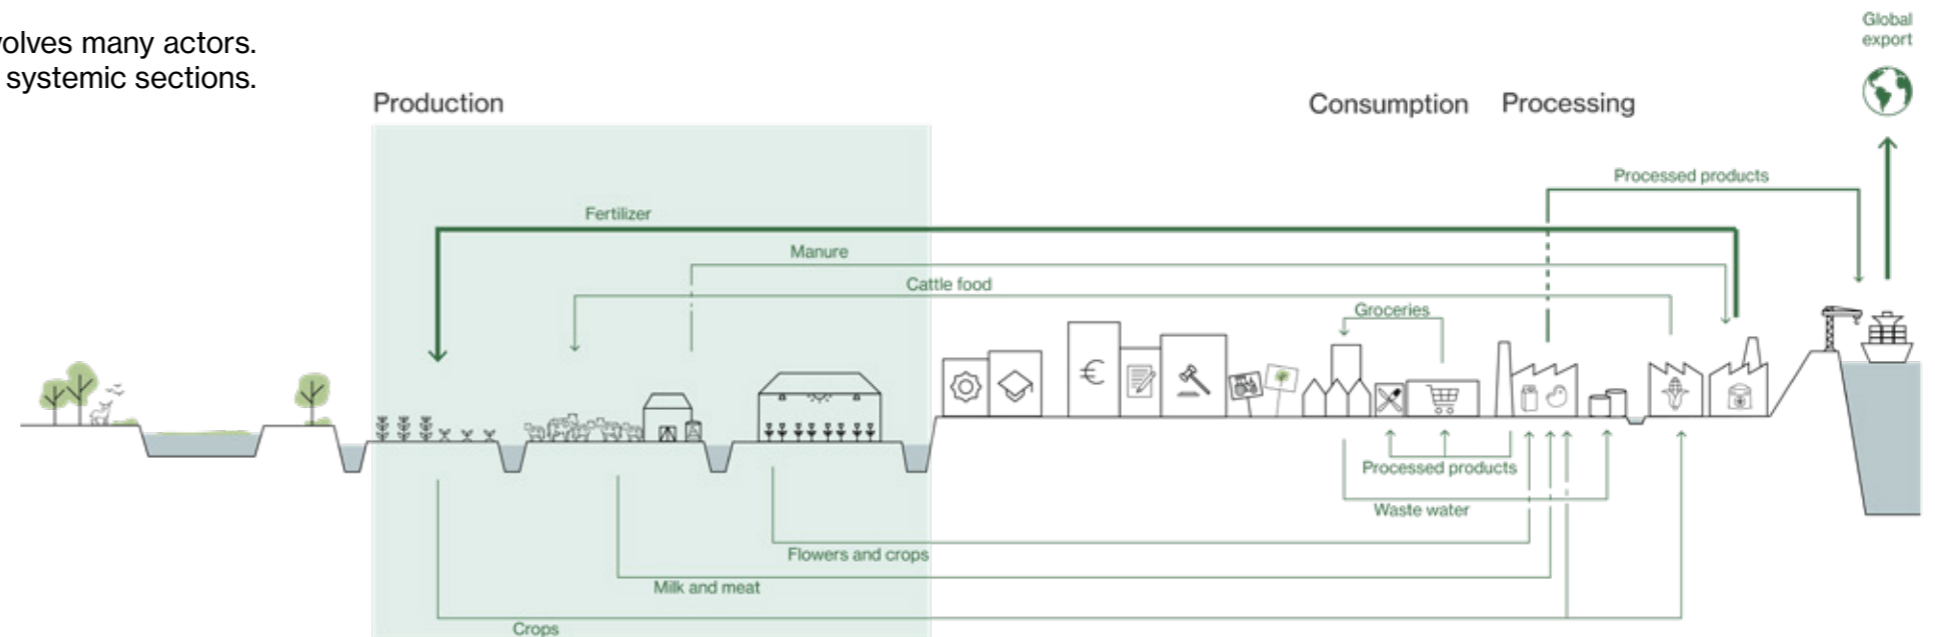 many actors.
systemic sections.
Global
export
Production
Consumption
Processing
Processed products
Fertilizer
Manure
Cattle food
Groceries
€
Processed products
Waste water
Flowers and crops
Milk and meat
Crops